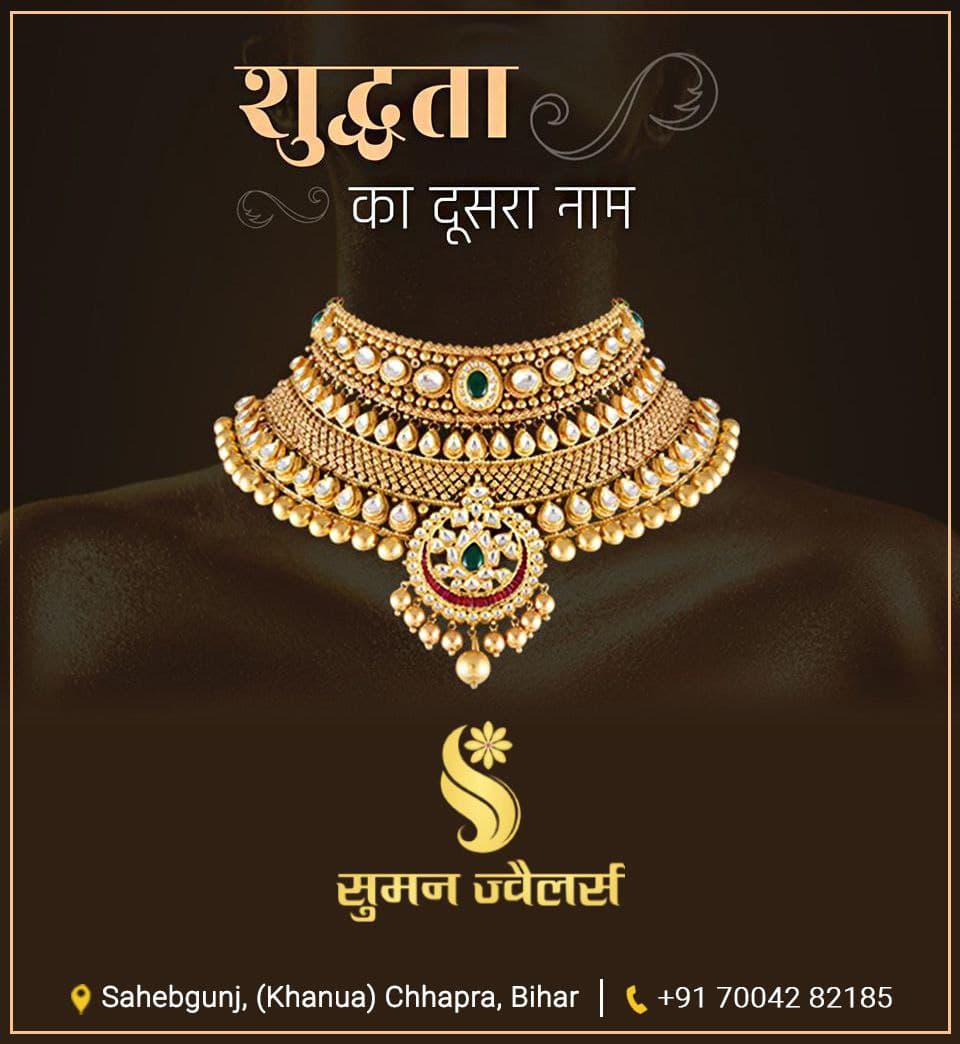 शुद्धता
का दूसरा नाम
सुमन ज्वैलर्स
Sahebgunj, (Khanua) Chhapra, Bihar | +91 70042 82185